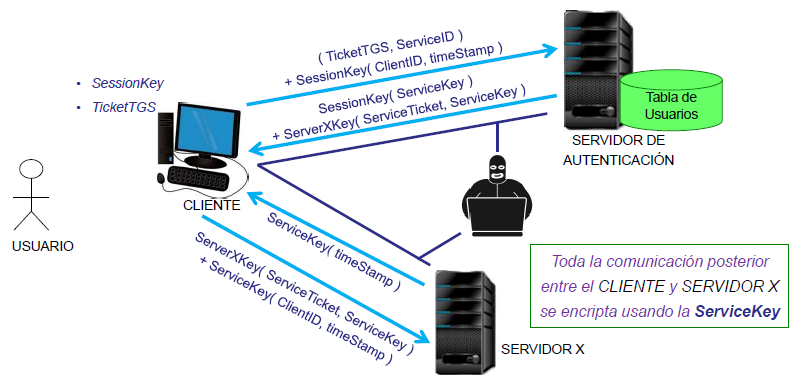 ( TicketTGS, ServiceID )
+ SessionKey( ClientID, timeStamp )
SessionKey( ServiceKey )
+ ServerXKey( ServiceTicket, ServiceKey )
• SessionKey
• TicketTGS
Tabla de
Usuarios
SERVIDOR DE
AUTENTICACIÓN
CLIENTE
USUARIO
ServiceKey( timeStamp )
ServerXKey( ServiceTicket, ServiceKey )
+ ServiceKey( ClientID, timeStamp )
Toda la comunicación posterior
entre el CLIENTE y SERVIDOR X
se encripta usando la ServiceKey
SERVIDOR X